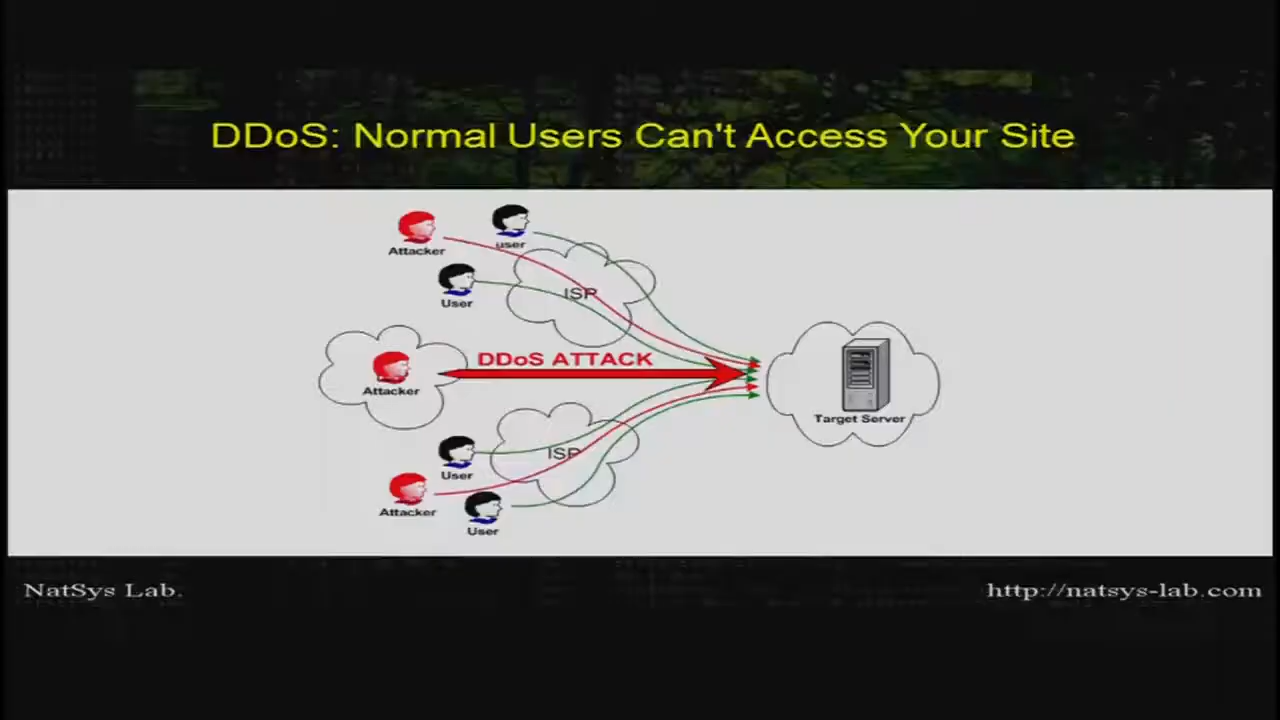 DDoS: Normal Users Can't Access Your Site
Attacker
user
User
ISP
DDoS ATTACK
Attacker
Target Server
User
ISP
Attacker
User
NatSys Lab.
http://natsys-lab.com